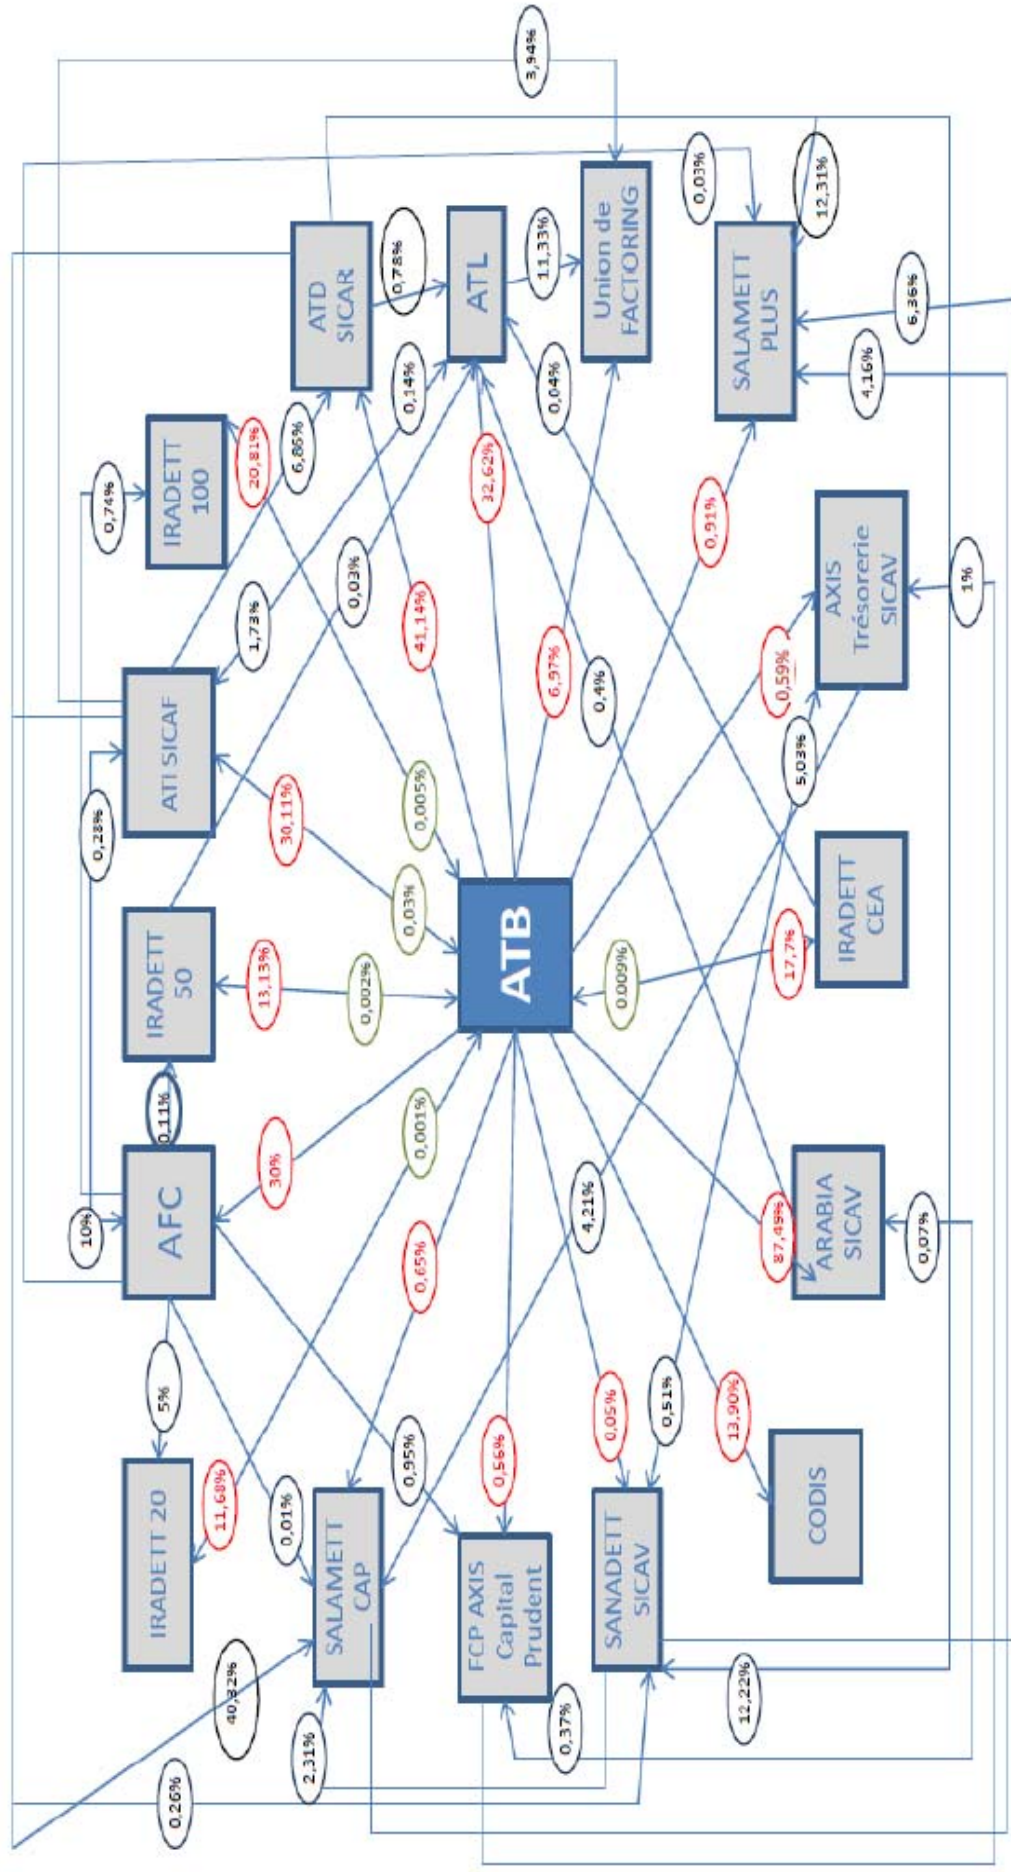 10%
0,28%
0,74%
0,26%
IRADETT 20
5%
AFC
0,11%
IRADETT
50
ATI SICAF
IRADETT
100
40,32%
11,68%
30%
13,13%
30,11%
1,73%
20,81%
2,31%
0,01%
6,86%
SALAMETT
CAP
ATD
SICAR
0,002%
0,03%
0,95%
0,65%
0,001%
0,03%
0,005%
41,14%
0,14%
0,78%
FCP AXIS
Capital
Prudent
0,56%
ATB
32,62%
ATL
3,94%
0,37%
6,97%
0,04%
11,33%
SANADETT
SICAV
0,05%
4,21%
0.009%
0,4%
Union de
FACTORING
0,51%
12,22%
13,90%
0,91%
0,03%
87,49%
17,7%
0,59%
SALAMETT
PLUS
CODIS
5,03%
12,31%
ARABIA
SICAV
IRADETT
CEA
AXIS
Trésorerie
SICAV
4,16%
0,07%
6,36%
1%